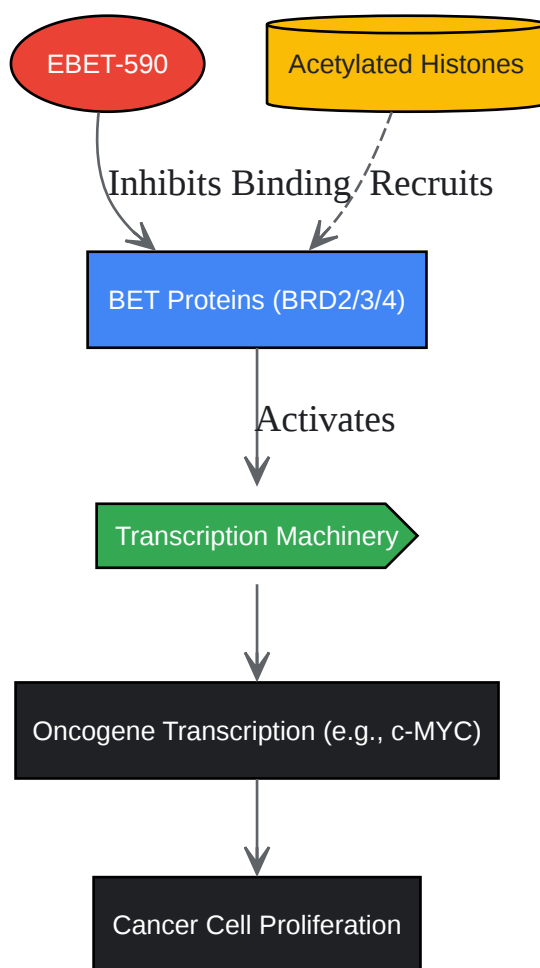 EBET-590
Acetylated Histones
Inhibits Binding
Recruits
BET Proteins (BRD2/3/4)
Activates
Transcription Machinery
Oncogene Transcription (e.g., c-MYC)
Cancer Cell Proliferation